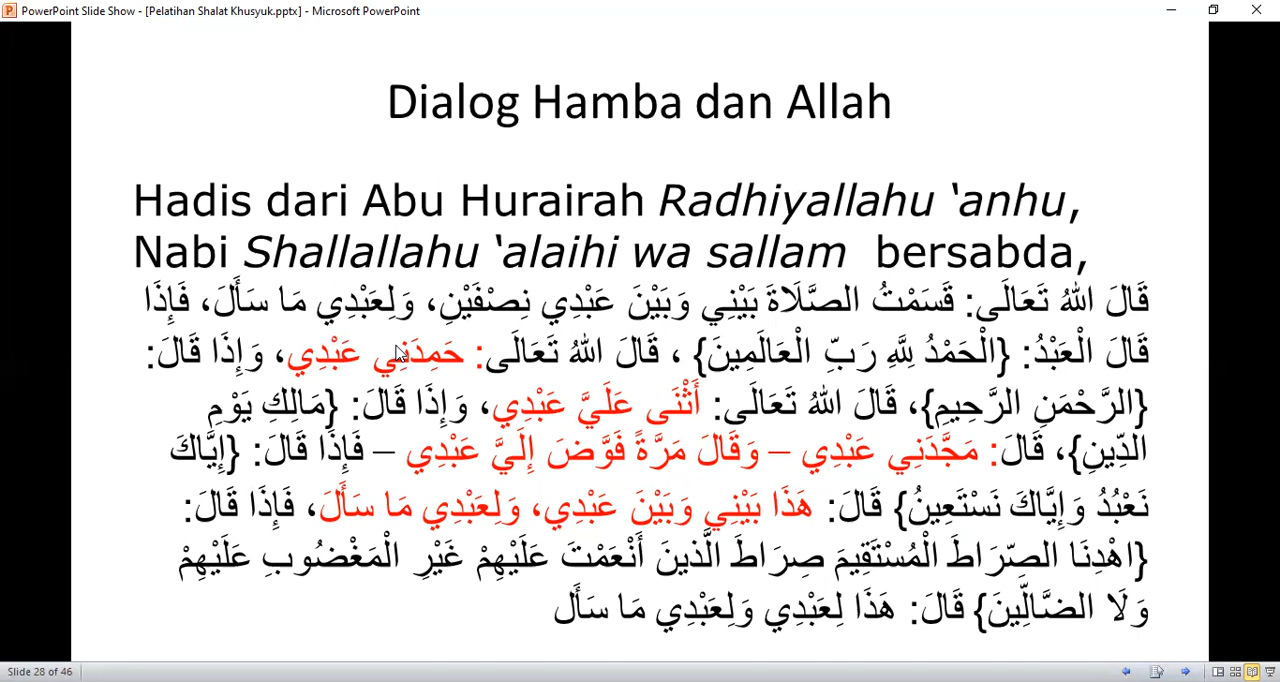 PowerPoint Slide Show - [Pelatihan Shalat Khusyuk.pptx] - Microsoft PowerPoint
Dialog Hamba dan Allah
Hadis dari Abu Hurairah Radhiyallahu ‘anhu,
Nabi Shallallahu ‘alaihi wa sallam bersabda,
قَالَ اللهُ تَعَالَى: قَسَمْتُ الصَّلَاةَ بَيْنِي وَبَيْنَ عَبْدِي نِصْفَيْنِ، وَلِعَبْدِي مَا سَأَلَ، فَإِذَا
قَالَ الْعَبْدُ: {الْحَمْدُ لِلَّهِ رَبِّ الْعَالَمِينَ} ، قَالَ اللهُ تَعَالَى: حَمِدَنِي عَبْدِي، وَإِذَا قَالَ:
{الرَّحْمَنِ الرَّحِيمِ}، قَالَ اللهُ تَعَالَى: أَثْنَى عَلَيَّ عَبْدِي، وَإِذَا قَالَ: {مَالِكِ يَوْمِ
الدِّينِ}، قَالَ: مَجَّدَنِي عَبْدِي – وَقَالَ مَرَّةً فَوَّضَ إِلَيَّ عَبْدِي – فَإِذَا قَالَ: {إِيَّاكَ
نَعْبُدُ وَإِيَّاكَ نَسْتَعِينُ} قَالَ: هَذَا بَيْنِي وَبَيْنَ عَبْدِي، وَلِعَبْدِي مَا سَأَلَ، فَإِذَا قَالَ:
{اهْدِنَا الصِّرَاطَ الْمُسْتَقِيمَ صِرَاطَ الَّذينَ أَنْعَمْتَ عَلَيْهِمْ غَيْرِ الْمَغْضُوبِ عَلَيْهِمْ
وَلَا الضَّالِّينَ} قَالَ: هَذَا لِعَبْدِي وَلِعَبْدِي مَا سَأَل
Slide 28 of 46